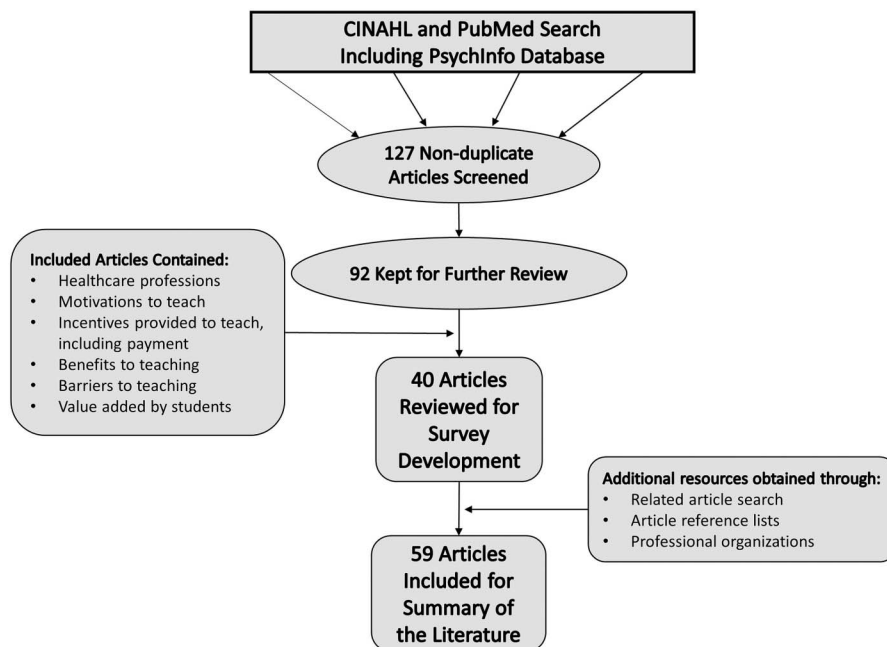 CINAHL and PubMed Search
Including PsychInfo Database
127 Non-duplicate
Articles Screened
92 Kept for Further Review
Included Articles Contained:
• Healthcare professions
• Motivations to teach
• Incentives provided to teach,
including payment
• Benefits to teaching
• Barriers to teaching
• Value added by students
40 Articles
Reviewed for
Survey
Development
Additional resources obtained through:
• Related article search
• Article reference lists
• Professional organizations
59 Articles
Included for
Summary of
the Literature